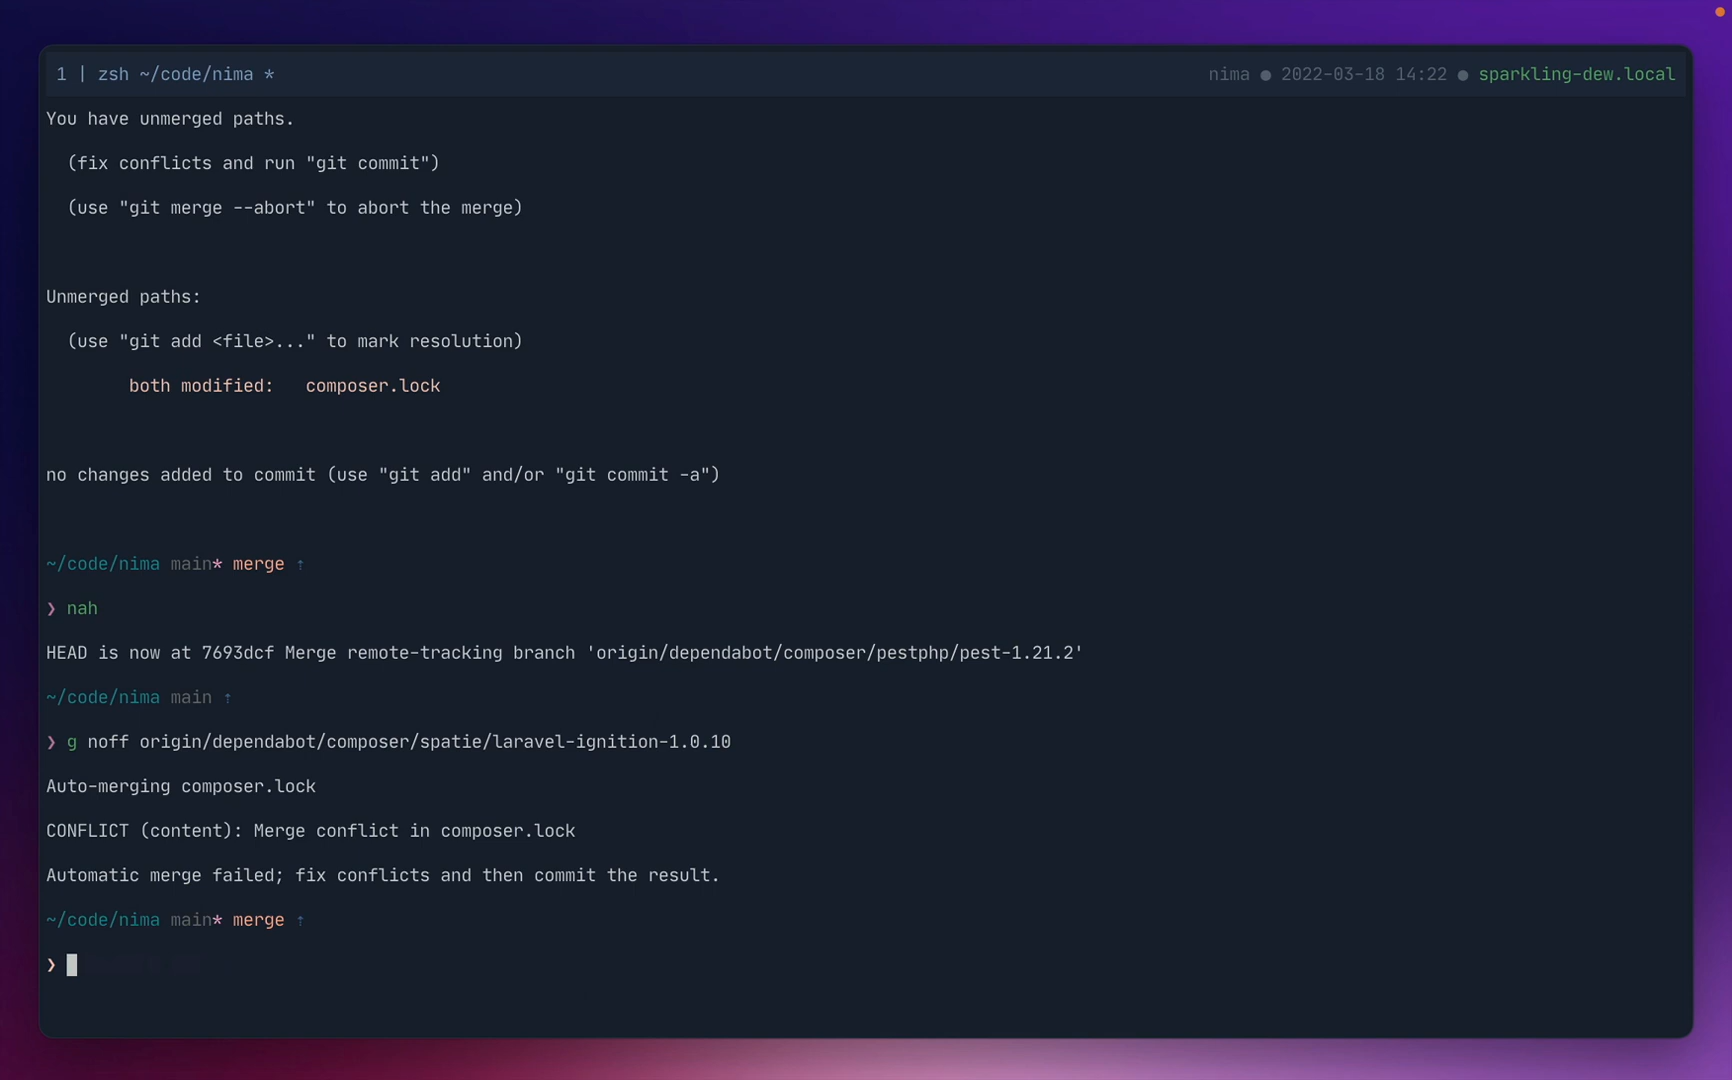 1 | zsh ~/code/nima *
nima ● 2022-03-18 14:22 ● sparkling-dew.local
You have unmerged paths.
  (fix conflicts and run "git commit")
  (use "git merge --abort" to abort the merge)
Unmerged paths:
  (use "git add <file>..." to mark resolution)
        both modified:   composer.lock
no changes added to commit (use "git add" and/or "git commit -a")
~/code/nima main* merge ⇡
❯ nah
HEAD is now at 7693dcf Merge remote-tracking branch 'origin/dependabot/composer/pestphp/pest-1.21.2'
~/code/nima main ⇡
❯ g noff origin/dependabot/composer/spatie/laravel-ignition-1.0.10
Auto-merging composer.lock
CONFLICT (content): Merge conflict in composer.lock
Automatic merge failed; fix conflicts and then commit the result.
~/code/nima main* merge ⇡
❯